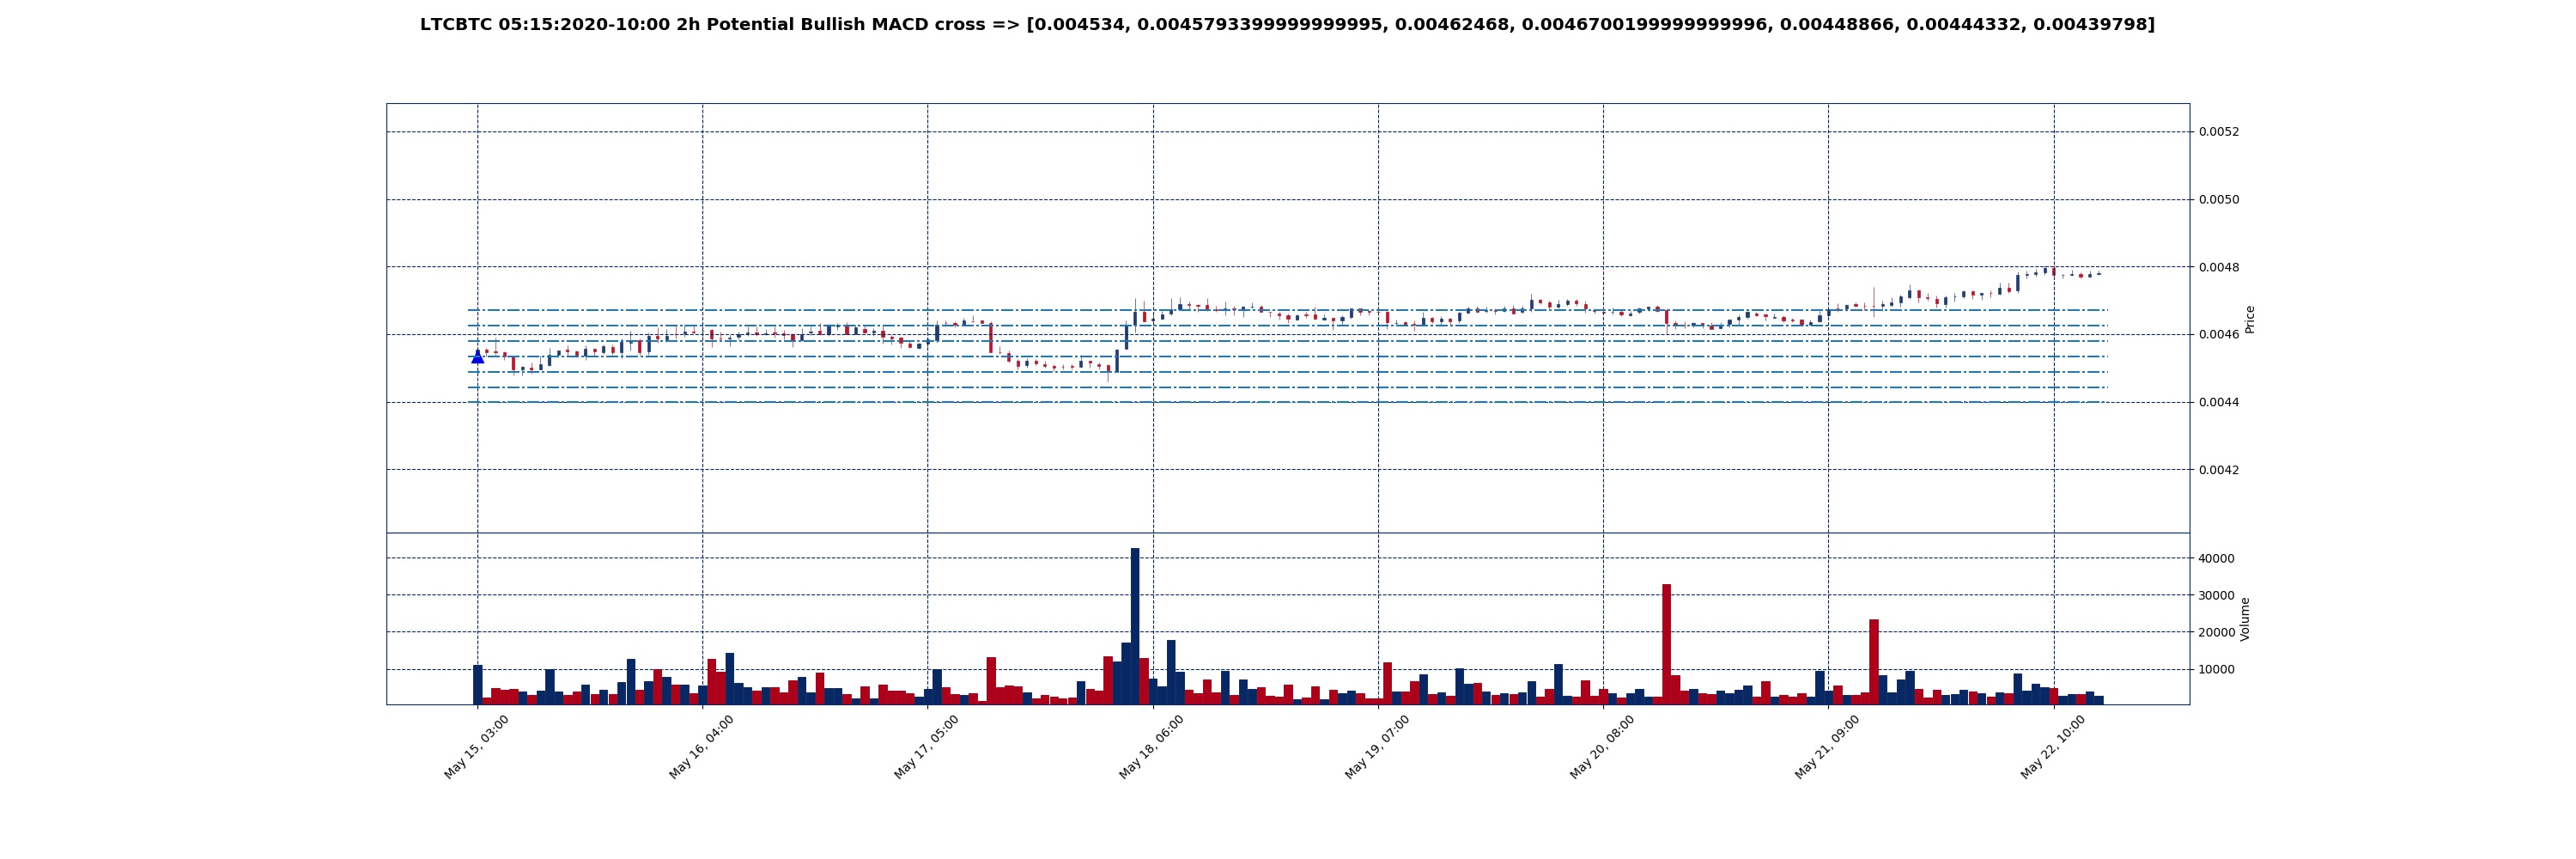 LTCBTC 05:15:2020-10:00 2h Potential Bullish MACD cross => [0.004534, 0.0045793399999999995, 0.00462468, 0.0046700199999999996, 0.00448866, 0.00444332, 0.00439798]
0.0052
0.0050
0.0048
0.0046
0.0044
0.0042
Price
40000
30000
20000
10000
Volume
May 15, 03:00
May 16, 04:00
May 17, 05:00
May 18, 06:00
May 19, 07:00
May 20, 08:00
May 21, 09:00
May 22, 10:00